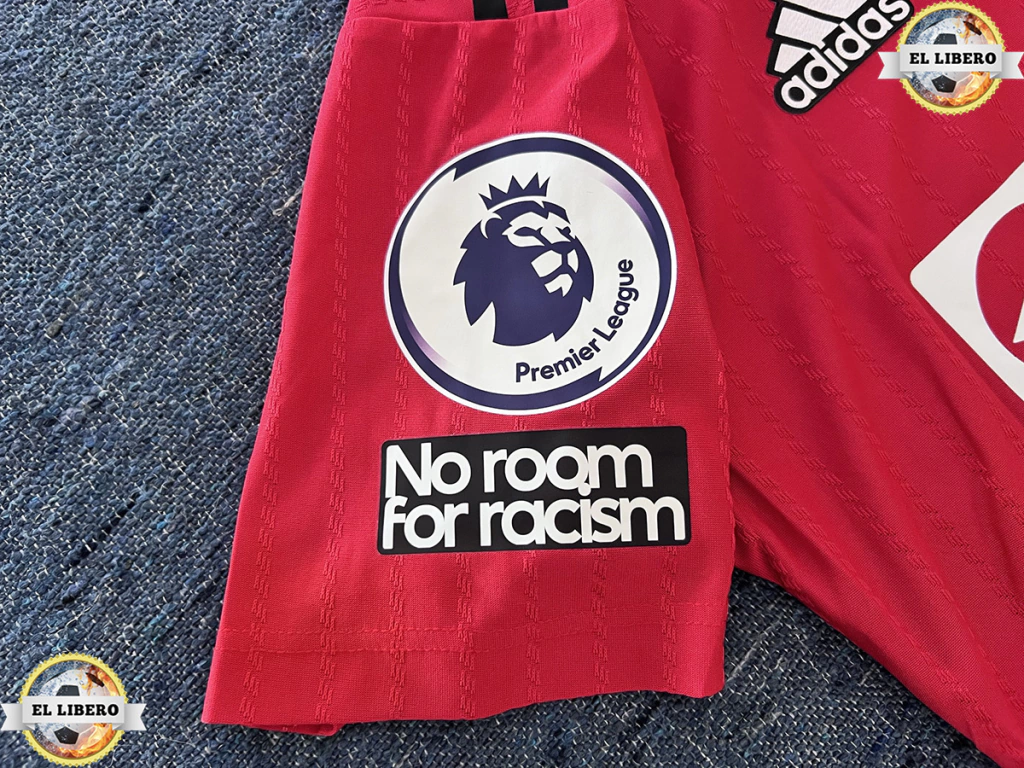 adidas
EL LIBERO
Premier League
No room
for racism
EL LIBERO